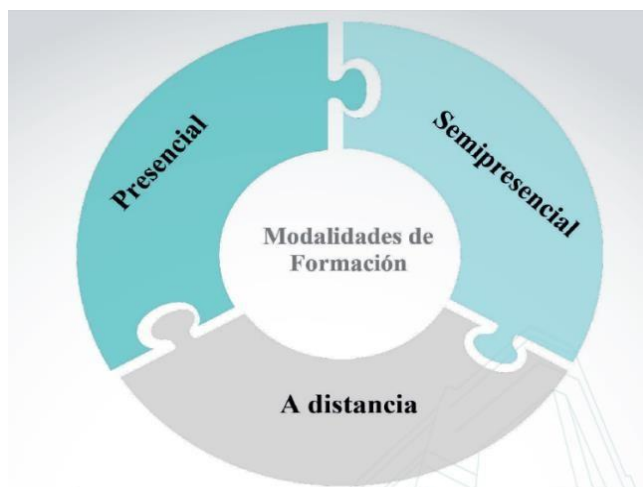 Presencial
Semipresencial
Modalidades de
Formación
A distancia